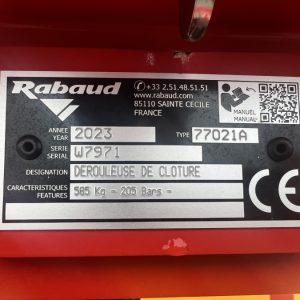 Rabaud
+33 2.51.48.51.51
www.rabaud.com
85110 SAINTE CECILE
FRANCE
MANUEL
MANUAL
ANNEE
YEAR 2023 TYPE 77021A
SERIE
SERIAL W7971
DESIGNATION DEROULEUSE DE CLOTURE
CARACTERISTIQUES
FEATURES 585 Kg - 205 Bars -
CE